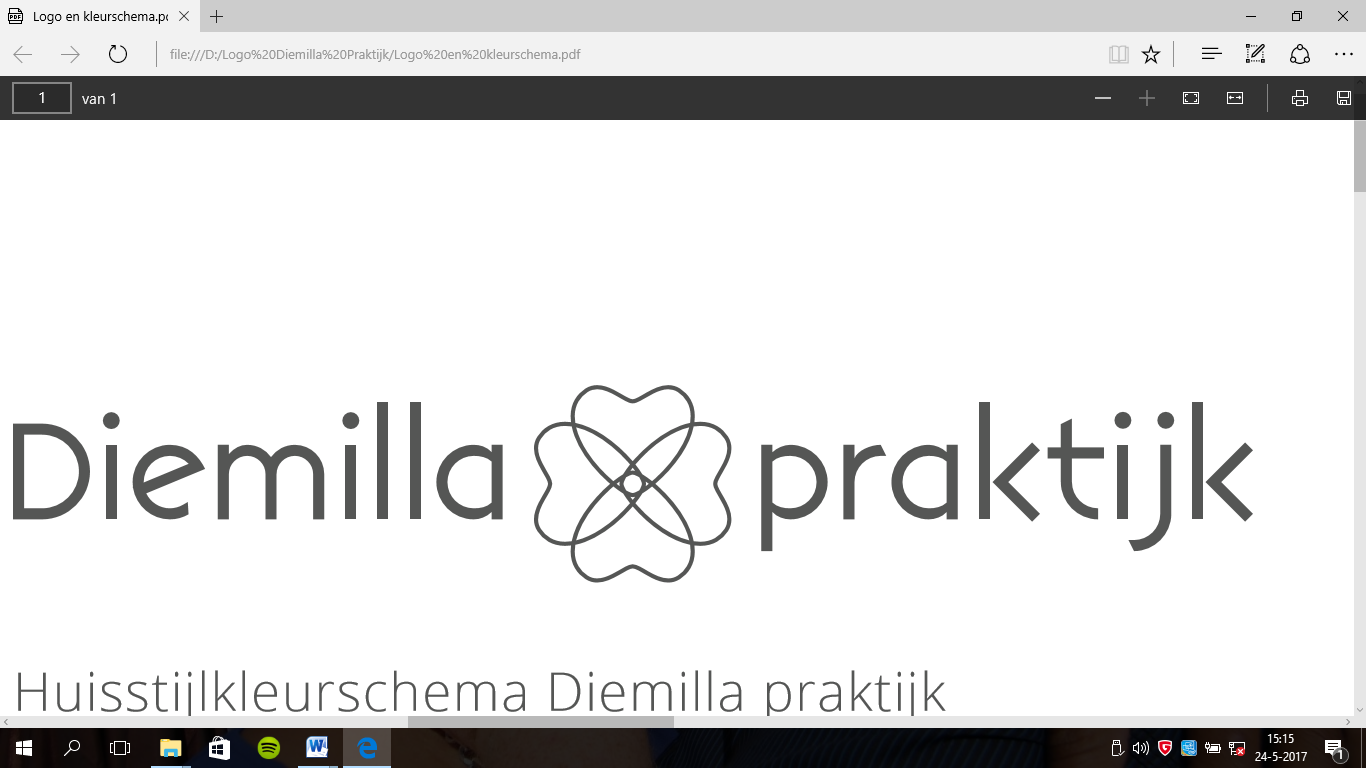 Logo en kleurschema.p
file:///D:/Logo%20Diemilla%20Praktijk/Logo%20en%20kleurschema.pdf
1 van 1
Diemilla praktijk
Huisstijlkleurschema Diemilla praktijk
15:15
24-5-2017
1